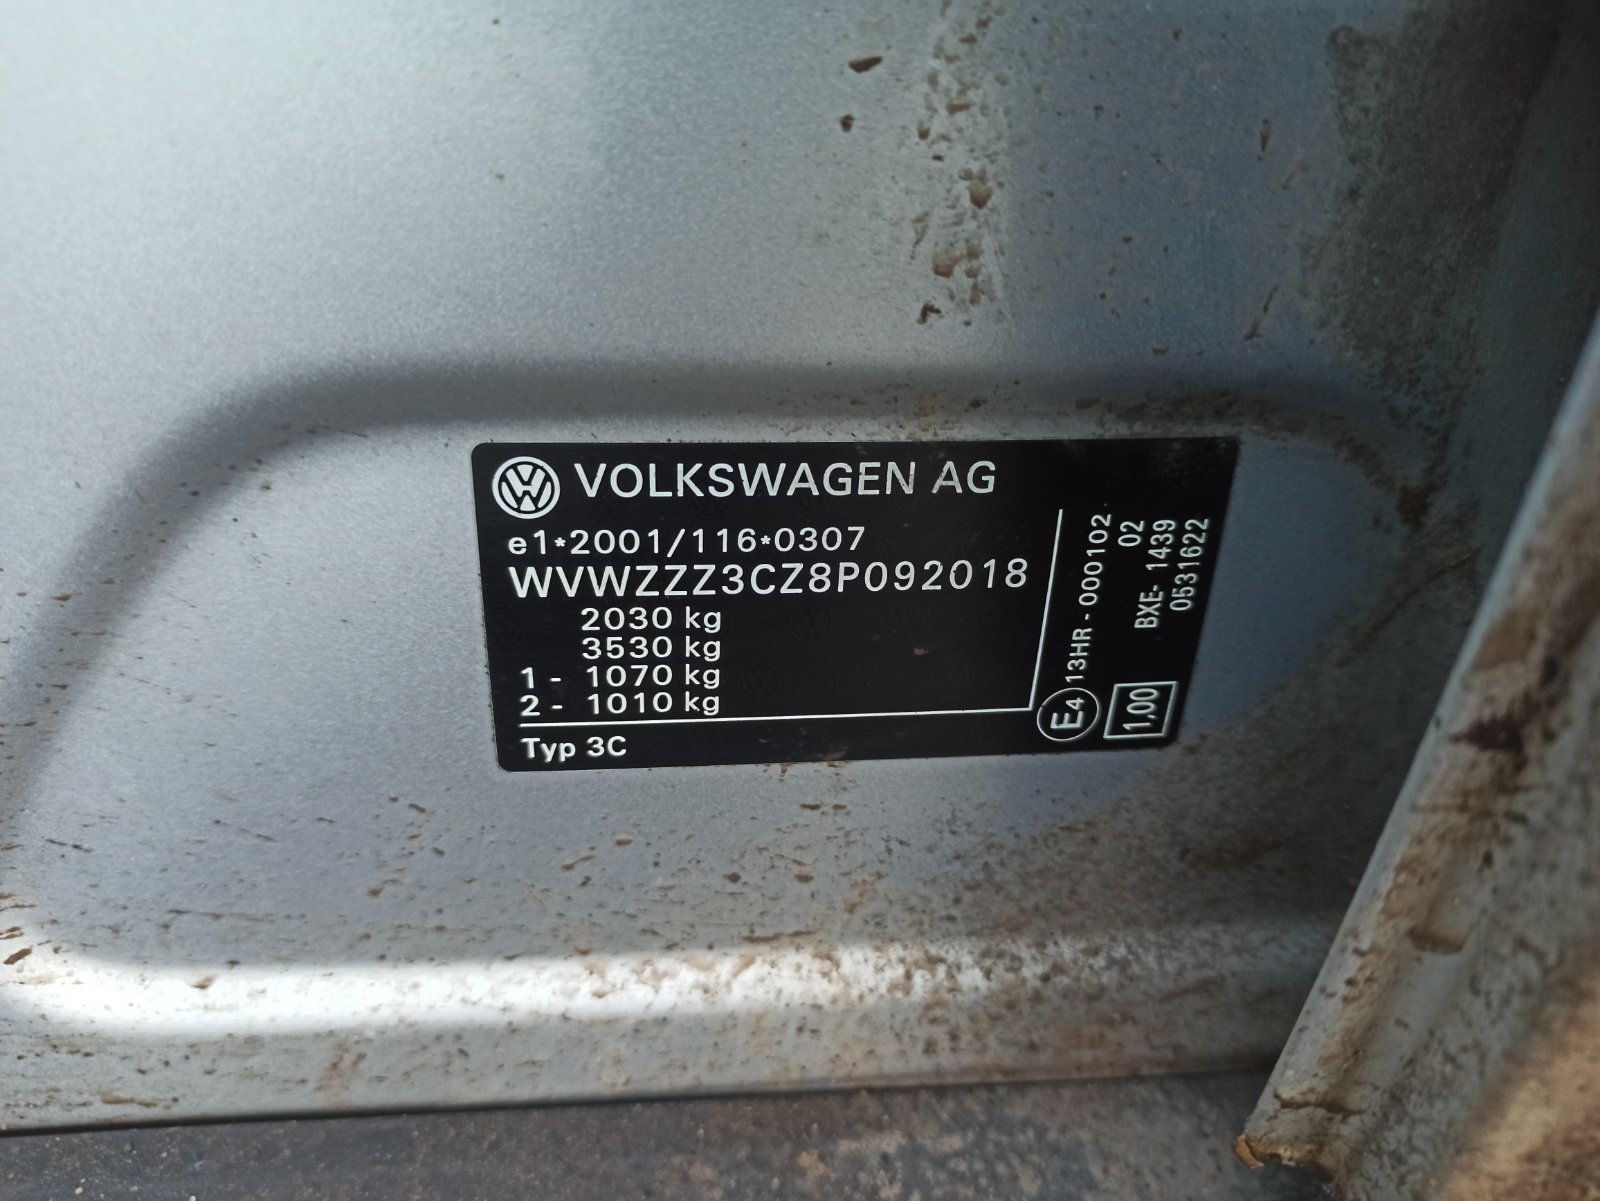 VOLKSWAGEN AG
e1*2001/116*0307
WVWZZZ3CZ8P092018
2030 kg
3530 kg
1 - 1070 kg
2 - 1010 kg
Typ 3C
E4 13HR - 000102
02
BXE- 1439
0531622
1,00